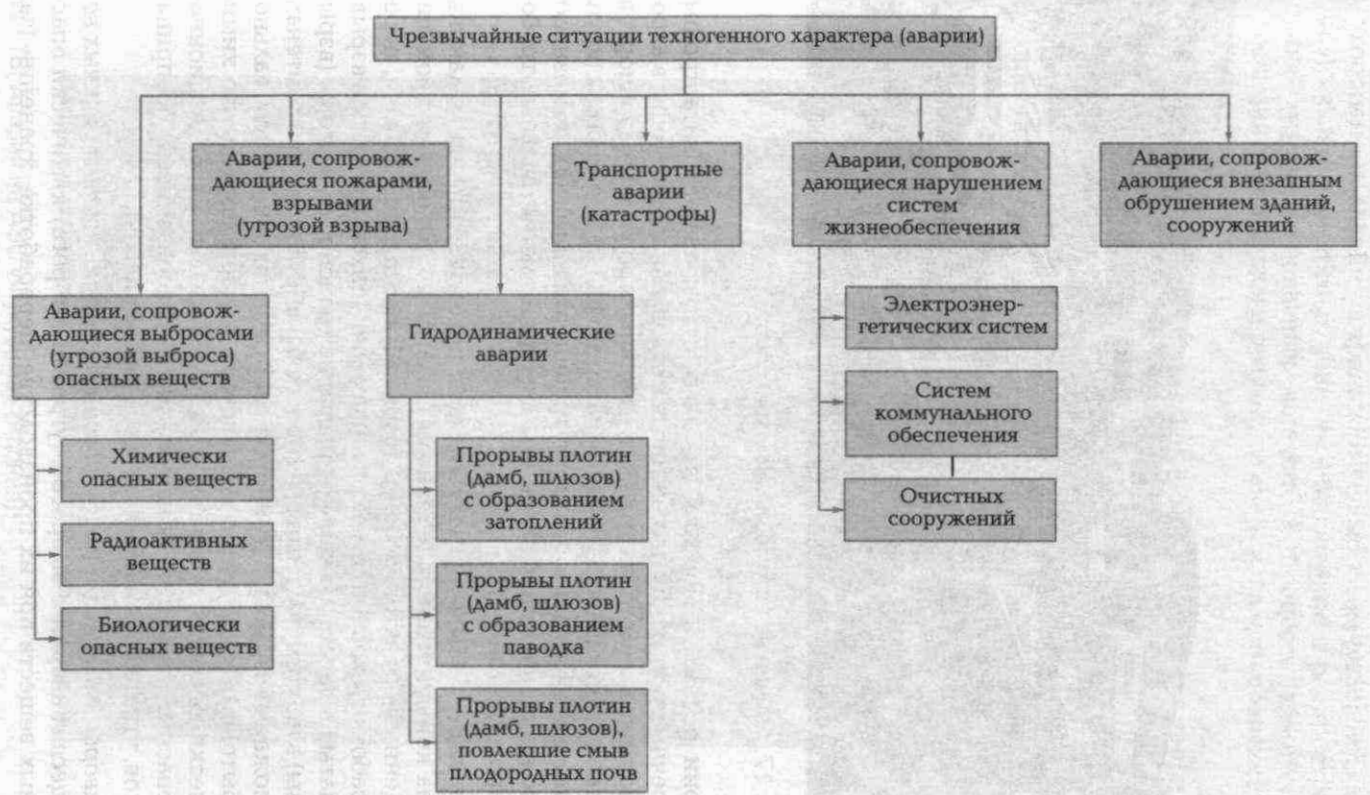 Чрезвычайные ситуации техногенного характера (аварии)
Аварии, сопровож-
дающиеся пожарами,
взрывами
(угрозой взрыва)
Транспортные
аварии
(катастрофы)
Аварии, сопровож-
дающиеся нарушением
систем
жизнеобеспечения
Аварии, сопровож-
дающиеся внезапным
обрушением зданий,
сооружений
Аварии, сопровож-
дающиеся выбросами
(угрозой выброса)
опасных веществ
Химически
опасных веществ
Радиоактивных
веществ
Биологически
опасных веществ
Гидродинамические
аварии
Прорывы плотин
(дамб, шлюзов)
с образованием
затоплений
Прорывы плотин
(дамб, шлюзов)
с образованием
паводка
Прорывы плотин
(дамб, шлюзов),
повлекшие смыв
плодородных почв
Электроэнер-
гетических систем
Систем
коммунального
обеспечения
Очистных
сооружений